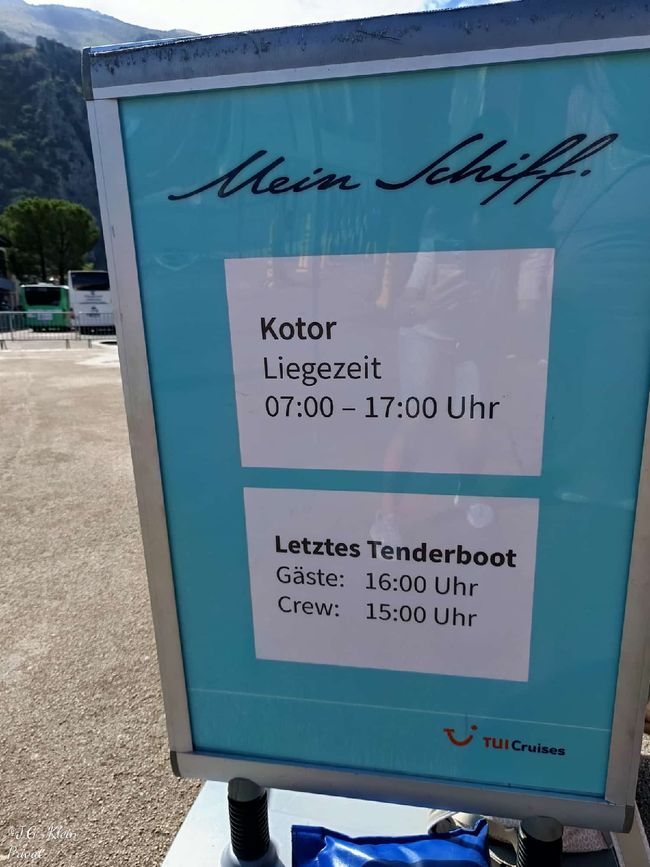 Mein Schiff.
Kotor
Liegezeit
07:00 – 17:00 Uhr
Letztes Tenderboot
Gäste: 16:00 Uhr
Crew: 15:00 Uhr
TUI Cruises
Klein